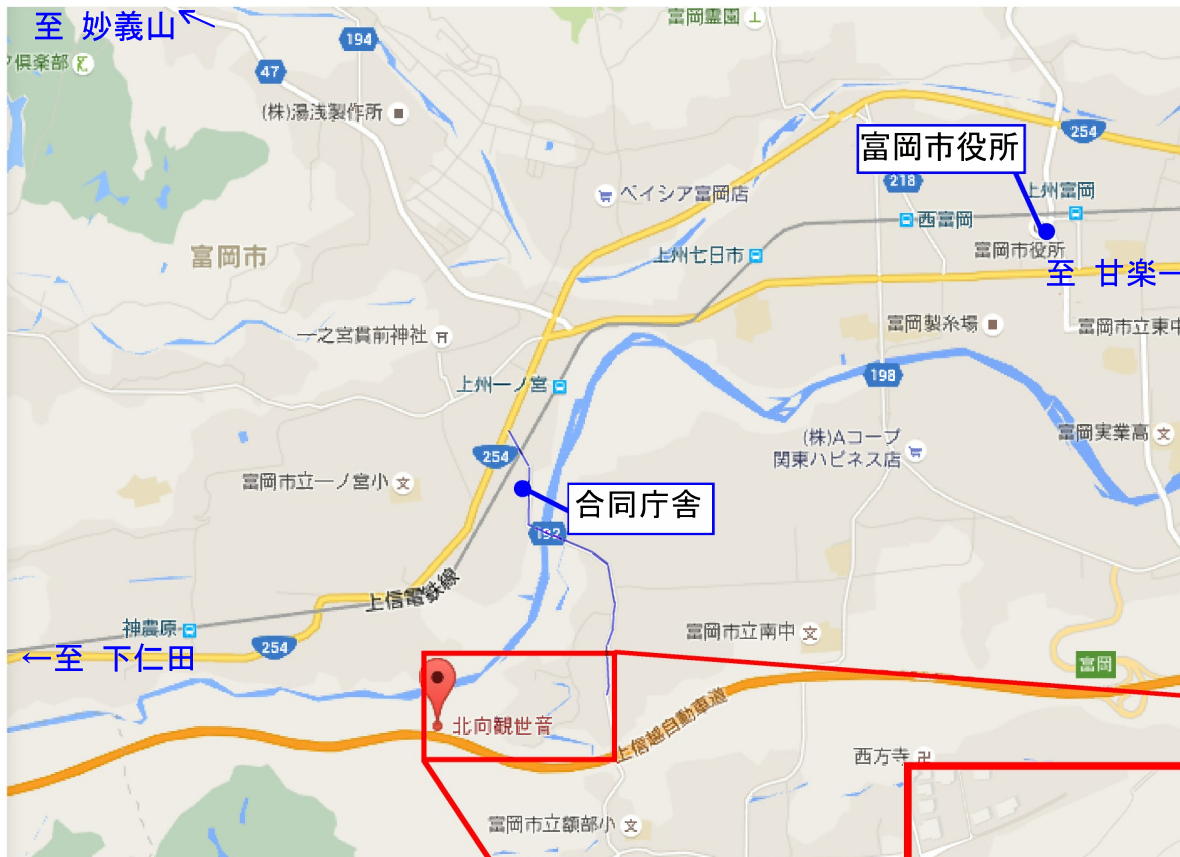 至 妙義山
194
富岡霊園
ク倶楽部
47
(株)湯浅製作所
254
富岡市役所
218
上州富岡
ベイシア富岡店
西富岡
富岡市
上州七日市
富岡市役所
至 甘楽一
一之宮貫前神社
富岡製糸場
富岡市立東中
上州一ノ宮
198
(株)Aコープ
関東ハピネス店
富岡実業高
254
富岡市立一ノ宮小
合同庁舎
192
上信電鉄線
神農原
254
富岡市立南中
←至 下仁田
富岡
北向観世音
上信越自動車道
西方寺
富岡市立額部小